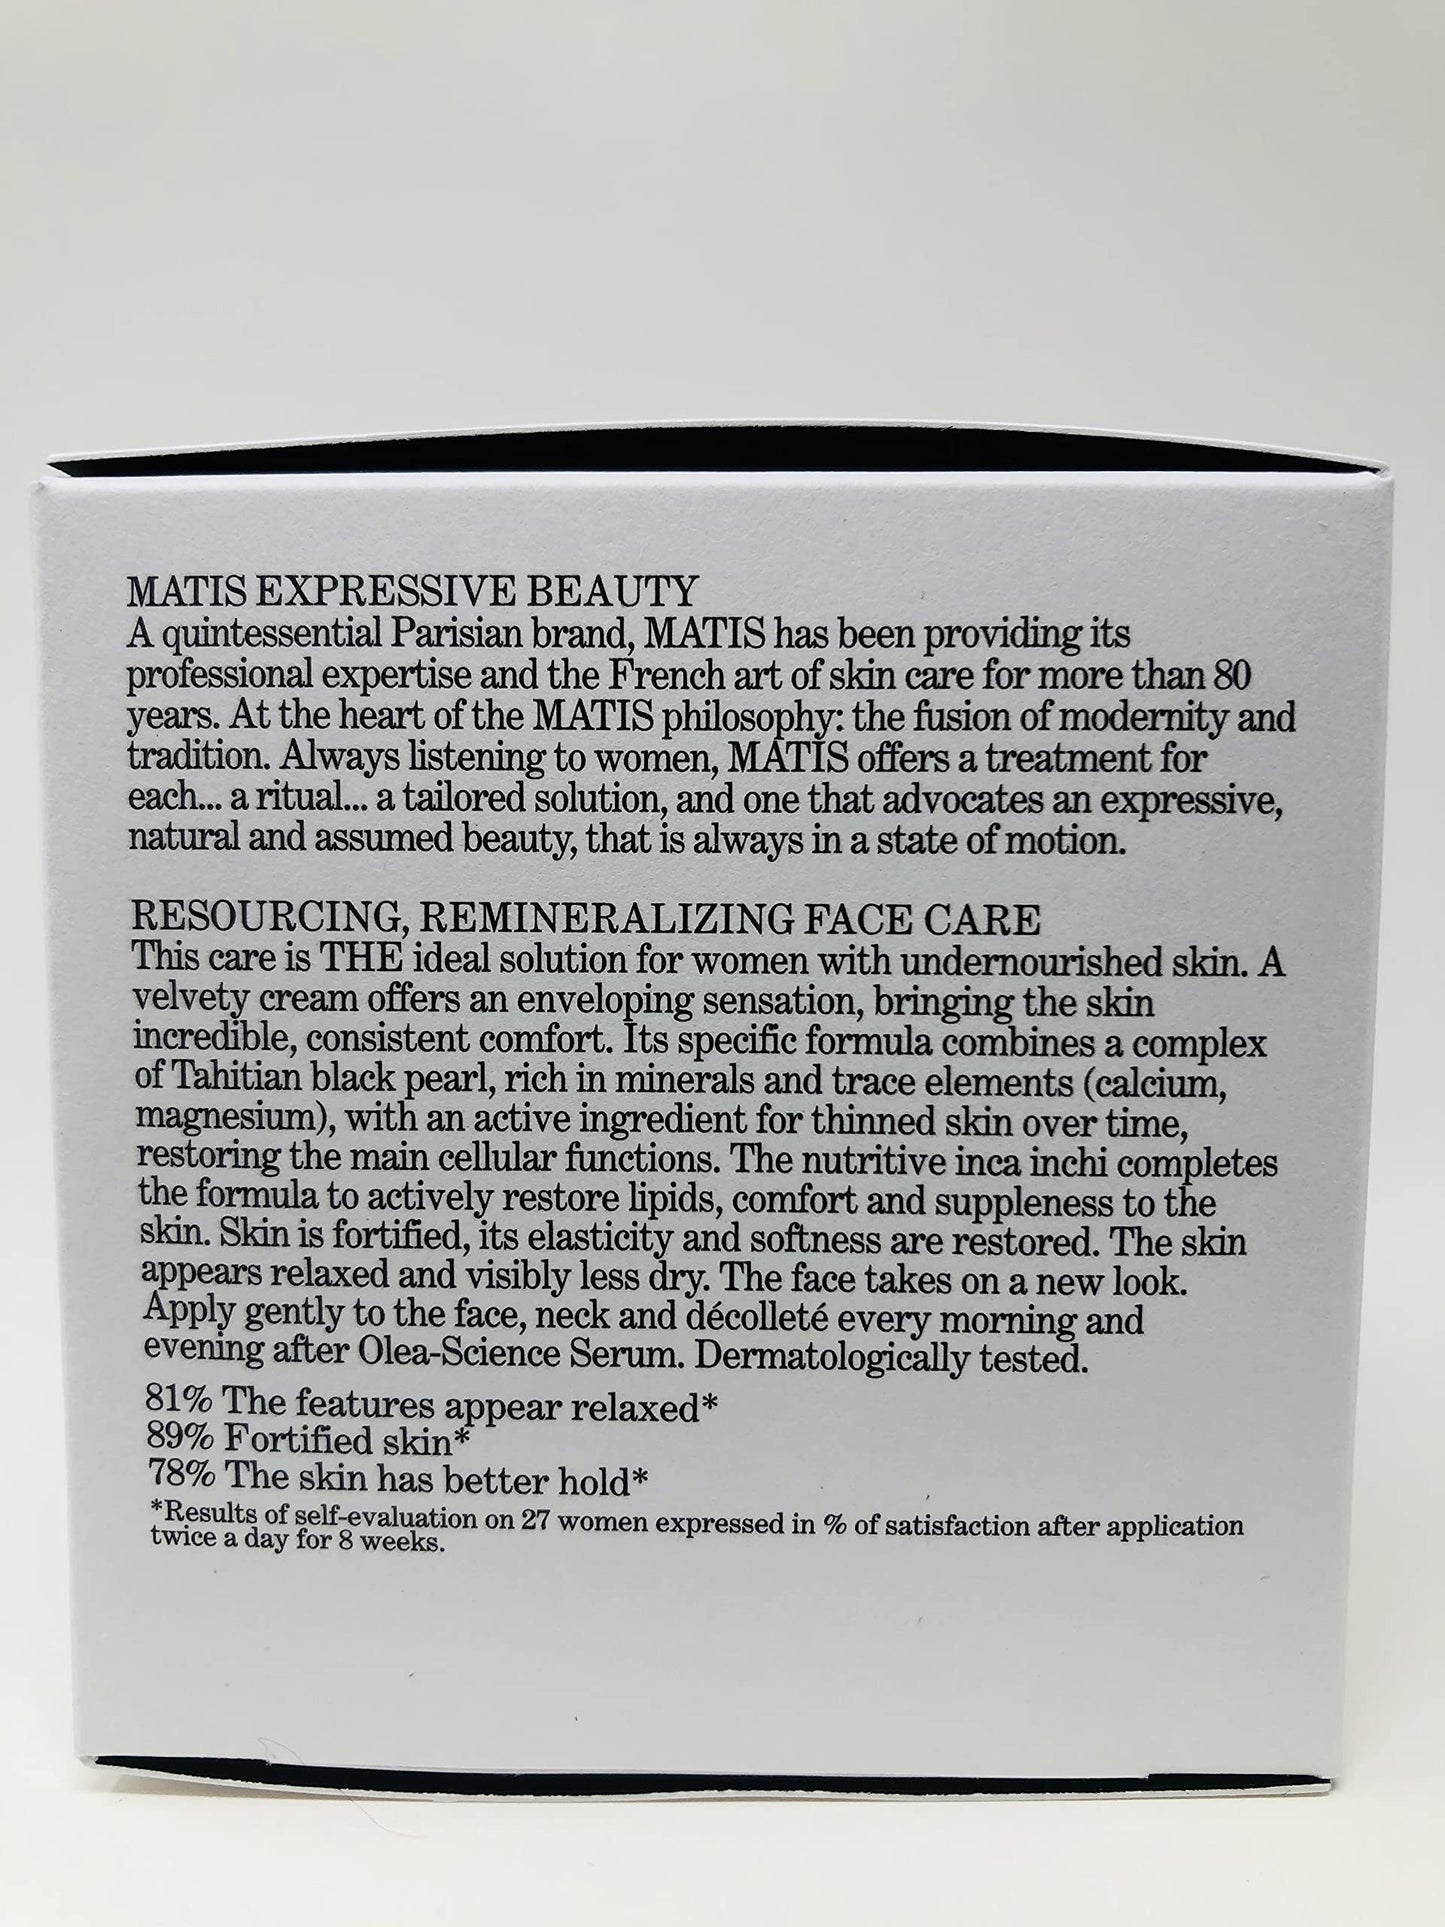 MATIS EXPRESSIVE BEAUTY
A quintessential Parisian brand, MATIS has been providing its
professional expertise and the French art of skin care for more than 80
years. At the heart of the MATIS philosophy: the fusion of modernity and
tradition. Always listening to women, MATIS offers a treatment for
each... a ritual... a tailored solution, and one that advocates an expressive,
natural and assumed beauty, that is always in a state of motion.
RESOURCING, REMINERALIZING FACE CARE
This care is THE ideal solution for women with undernourished skin. A
velvety cream offers an enveloping sensation, bringing the skin
incredible, consistent comfort. Its specific formula combines a complex
of Tahitian black pearl, rich in minerals and trace elements (calcium,
magnesium), with an active ingredient for thinned skin over time,
restoring the main cellular functions. The nutritive inca inchi completes
the formula to actively restore lipids, comfort and suppleness to the
skin. Skin is fortified, its elasticity and softness are restored. The skin
appears relaxed and visibly less dry. The face takes on a new look.
Apply gently to the face, neck and décolleté every morning and
evening after Olea-Science Serum. Dermatologically tested.
81% The features appear relaxed*
89% Fortified skin*
78% The skin has better hold*
*Results of self-evaluation on 27 women expressed in % of satisfaction after application
twice a day for 8 weeks.